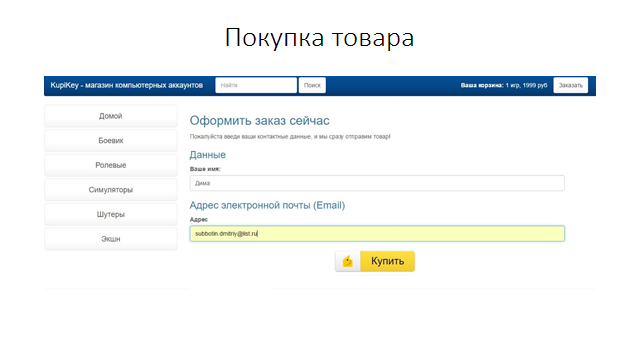 Покупка товара
KupiKey - магазин компьютерных аккаунтов Найти Поиск Ваша корзина: 1 игр, 1999 руб Заказать
Домой
Боевик
Ролевые
Симуляторы
Шутеры
Экшн
Оформить заказ сейчас
Пожалуйста введи ваши контактные данные, и мы сразу отправим товар!
Данные
Ваше имя:
Дима
Адрес электронной почты (Email)
Адрес
subbotin.dmitriy@list.ru
Купить